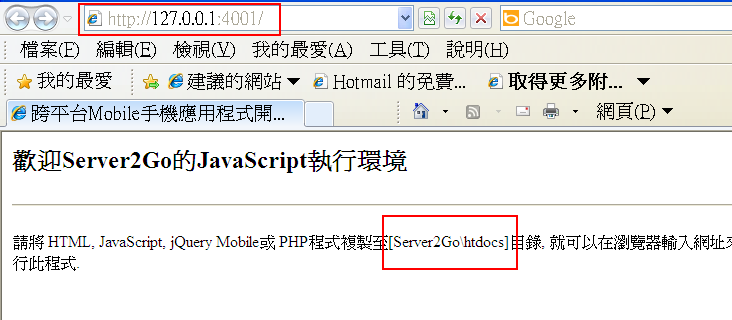 http://127.0.0.1:4001/
Google
檔案(F) 編輯(E) 檢視(V) 我的最愛(A) 工具(T) 說明(H)
我的最愛 建議的網站 Hotmail 的免費... 取得更多附...
跨平台Mobile手機應用程式開... 網頁(P)
歡迎Server2Go的JavaScript執行環境
請將 HTML, JavaScript, jQuery Mobile或 PHP程式複製至[Server2Go\htdocs]目錄, 就可以在瀏覽器輸入網址
行此程式.